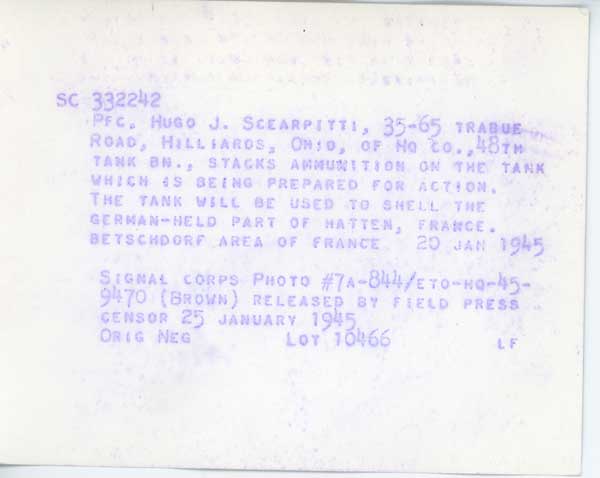 SC 332242
PFC. HUGO J. SCEARPITTI, 35-65 TRABUE
ROAD, HILLIARDS, OHIO, OF HQ CO., 48TH
TANK BN., STACKS AMMUNITION ON THE TANK
WHICH IS BEING PREPARED FOR ACTION.
THE TANK WILL BE USED TO SHELL THE
GERMAN-HELD PART OF HATTEN, FRANCE.
BETSCHDORF AREA OF FRANCE 20 JAN 1945
SIGNAL CORPS PHOTO #7A-844/ETO-HQ-45-
9470 (BROWN) RELEASED BY FIELD PRESS
CENSOR 25 JANUARY 1945
ORIG NEG LOT 10466 LF